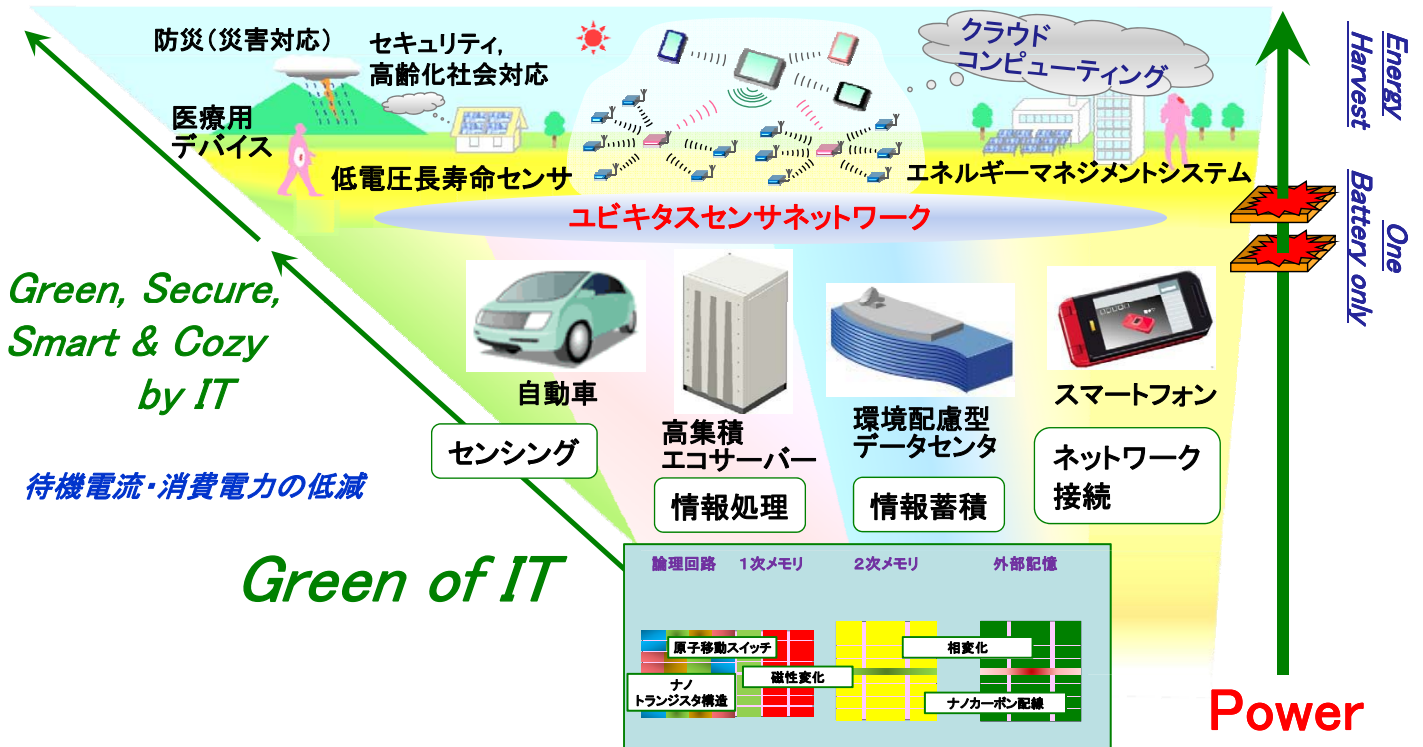 防災（災害対応）
セキュリティ,
高齢化社会対応
クラウド
コンピューティング
医療用
デバイス
低電圧長寿命センサ
エネルギーマネジメントシステム
ユビキタスセンサネットワーク
Energy
Harvest
One
Battery only
Green, Secure,
Smart & Cozy
by IT
自動車
高集積
エコサーバー
環境配慮型
データセンタ
スマートフォン
センシング
情報処理
情報蓄積
ネットワーク
接続
待機電流・消費電力の低減
Green of IT
論理回路
１次メモリ
２次メモリ
外部記憶
原子移動スイッチ
相変化
磁性変化
ナノ
トランジスタ構造
ナノカーボン配線
Power